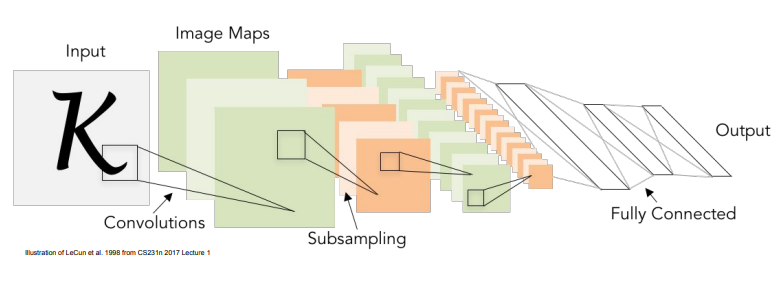 Image Maps
Input
K
Output
Fully Connected
Convolutions
Subsampling
Illustration of LeCun et al. 1998 from CS231n 2017 Lecture 1